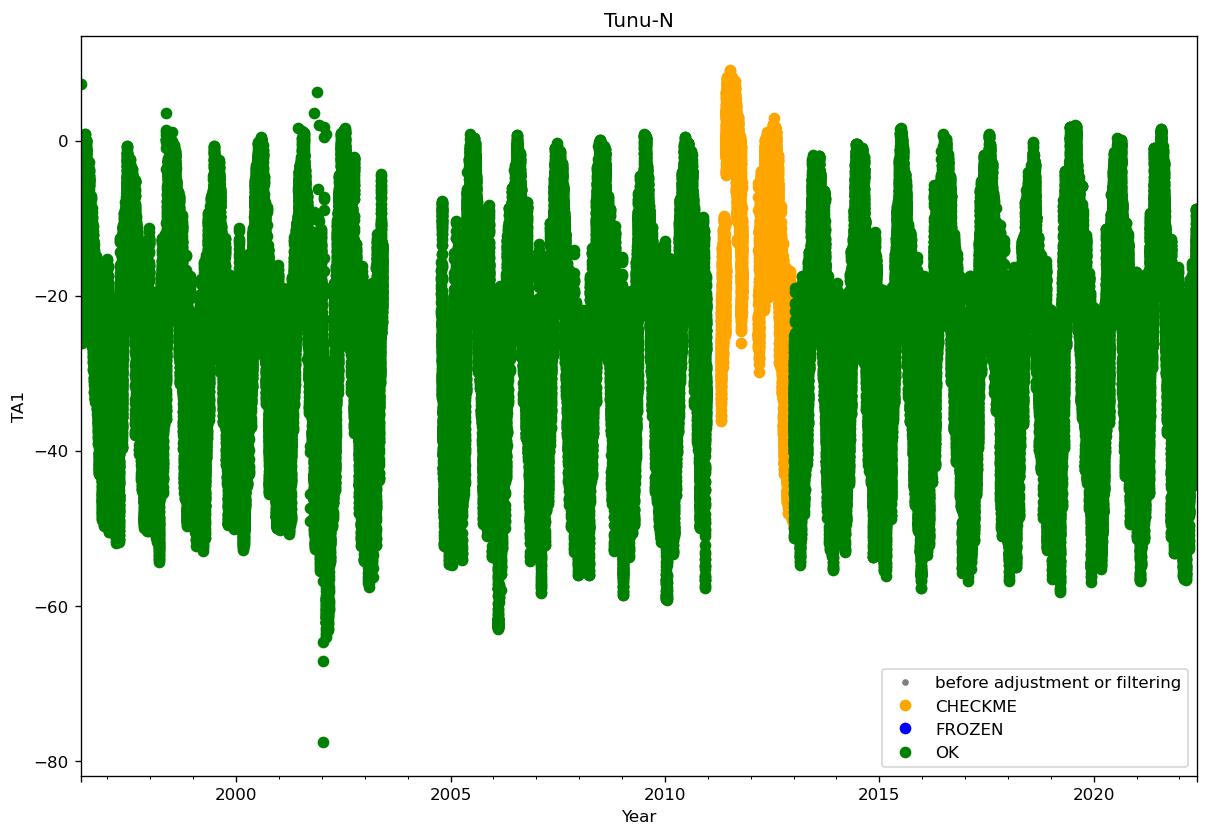 Tunu-N
0
−20
−40
−60
−80
TA1
2000
2005
2010
2015
2020
Year
before adjustment or filtering
CHECKME
FROZEN
OK